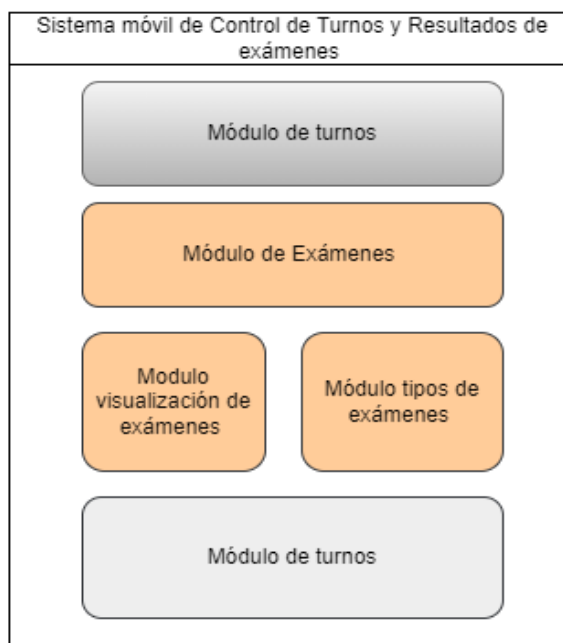 Sistema móvil de Control de Turnos y Resultados de
exámenes
Módulo de turnos
Módulo de Exámenes
Modulo
visualización de
exámenes
Módulo tipos de
exámenes
Módulo de turnos